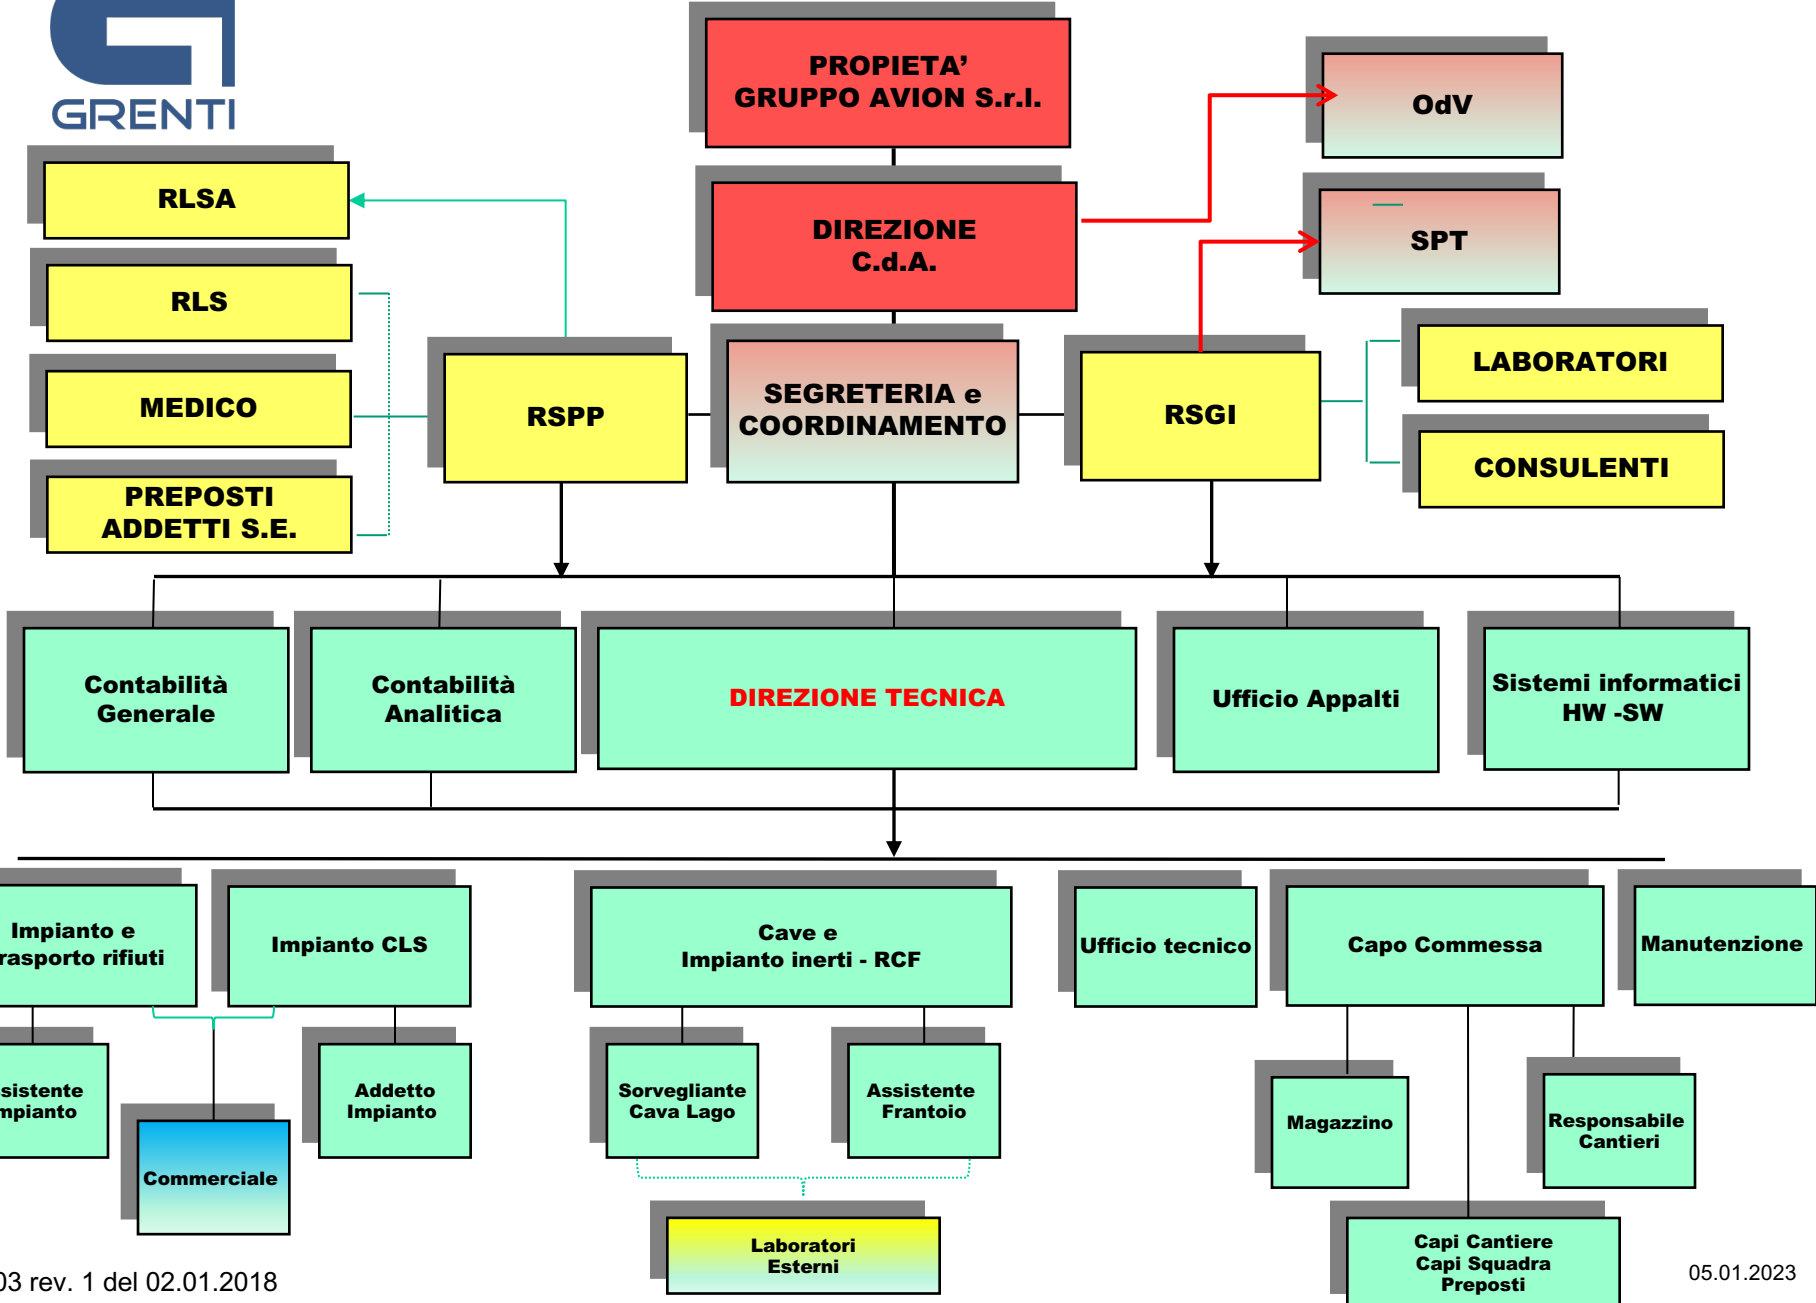 GRENTI
PROPIETA'
GRUPPO AVION S.r.l.
OdV
RLSA
DIREZIONE
C.d.A.
SPT
RLS
LABORATORI
MEDICO
RSPP
SEGRETERIA e
COORDINAMENTO
RSGI
CONSULENTI
PREPOSTI
ADDETTI S.E.
Contabilità
Generale
Contabilità
Analitica
DIREZIONE TECNICA
Ufficio Appalti
Sistemi informatici
HW -SW
Impianto e
rasporto rifiuti
Impianto CLS
Cave e
Impianto inerti - RCF
Ufficio tecnico
Capo Commessa
Manutenzione
sistente
mpianto
Commerciale
Addetto
Impianto
Sorvegliante
Cava Lago
Assistente
Frantoio
Magazzino
Responsabile
Cantieri
Laboratori
Esterni
Capi Cantiere
Capi Squadra
Preposti
03 rev. 1 del 02.01.2018
05.01.2023